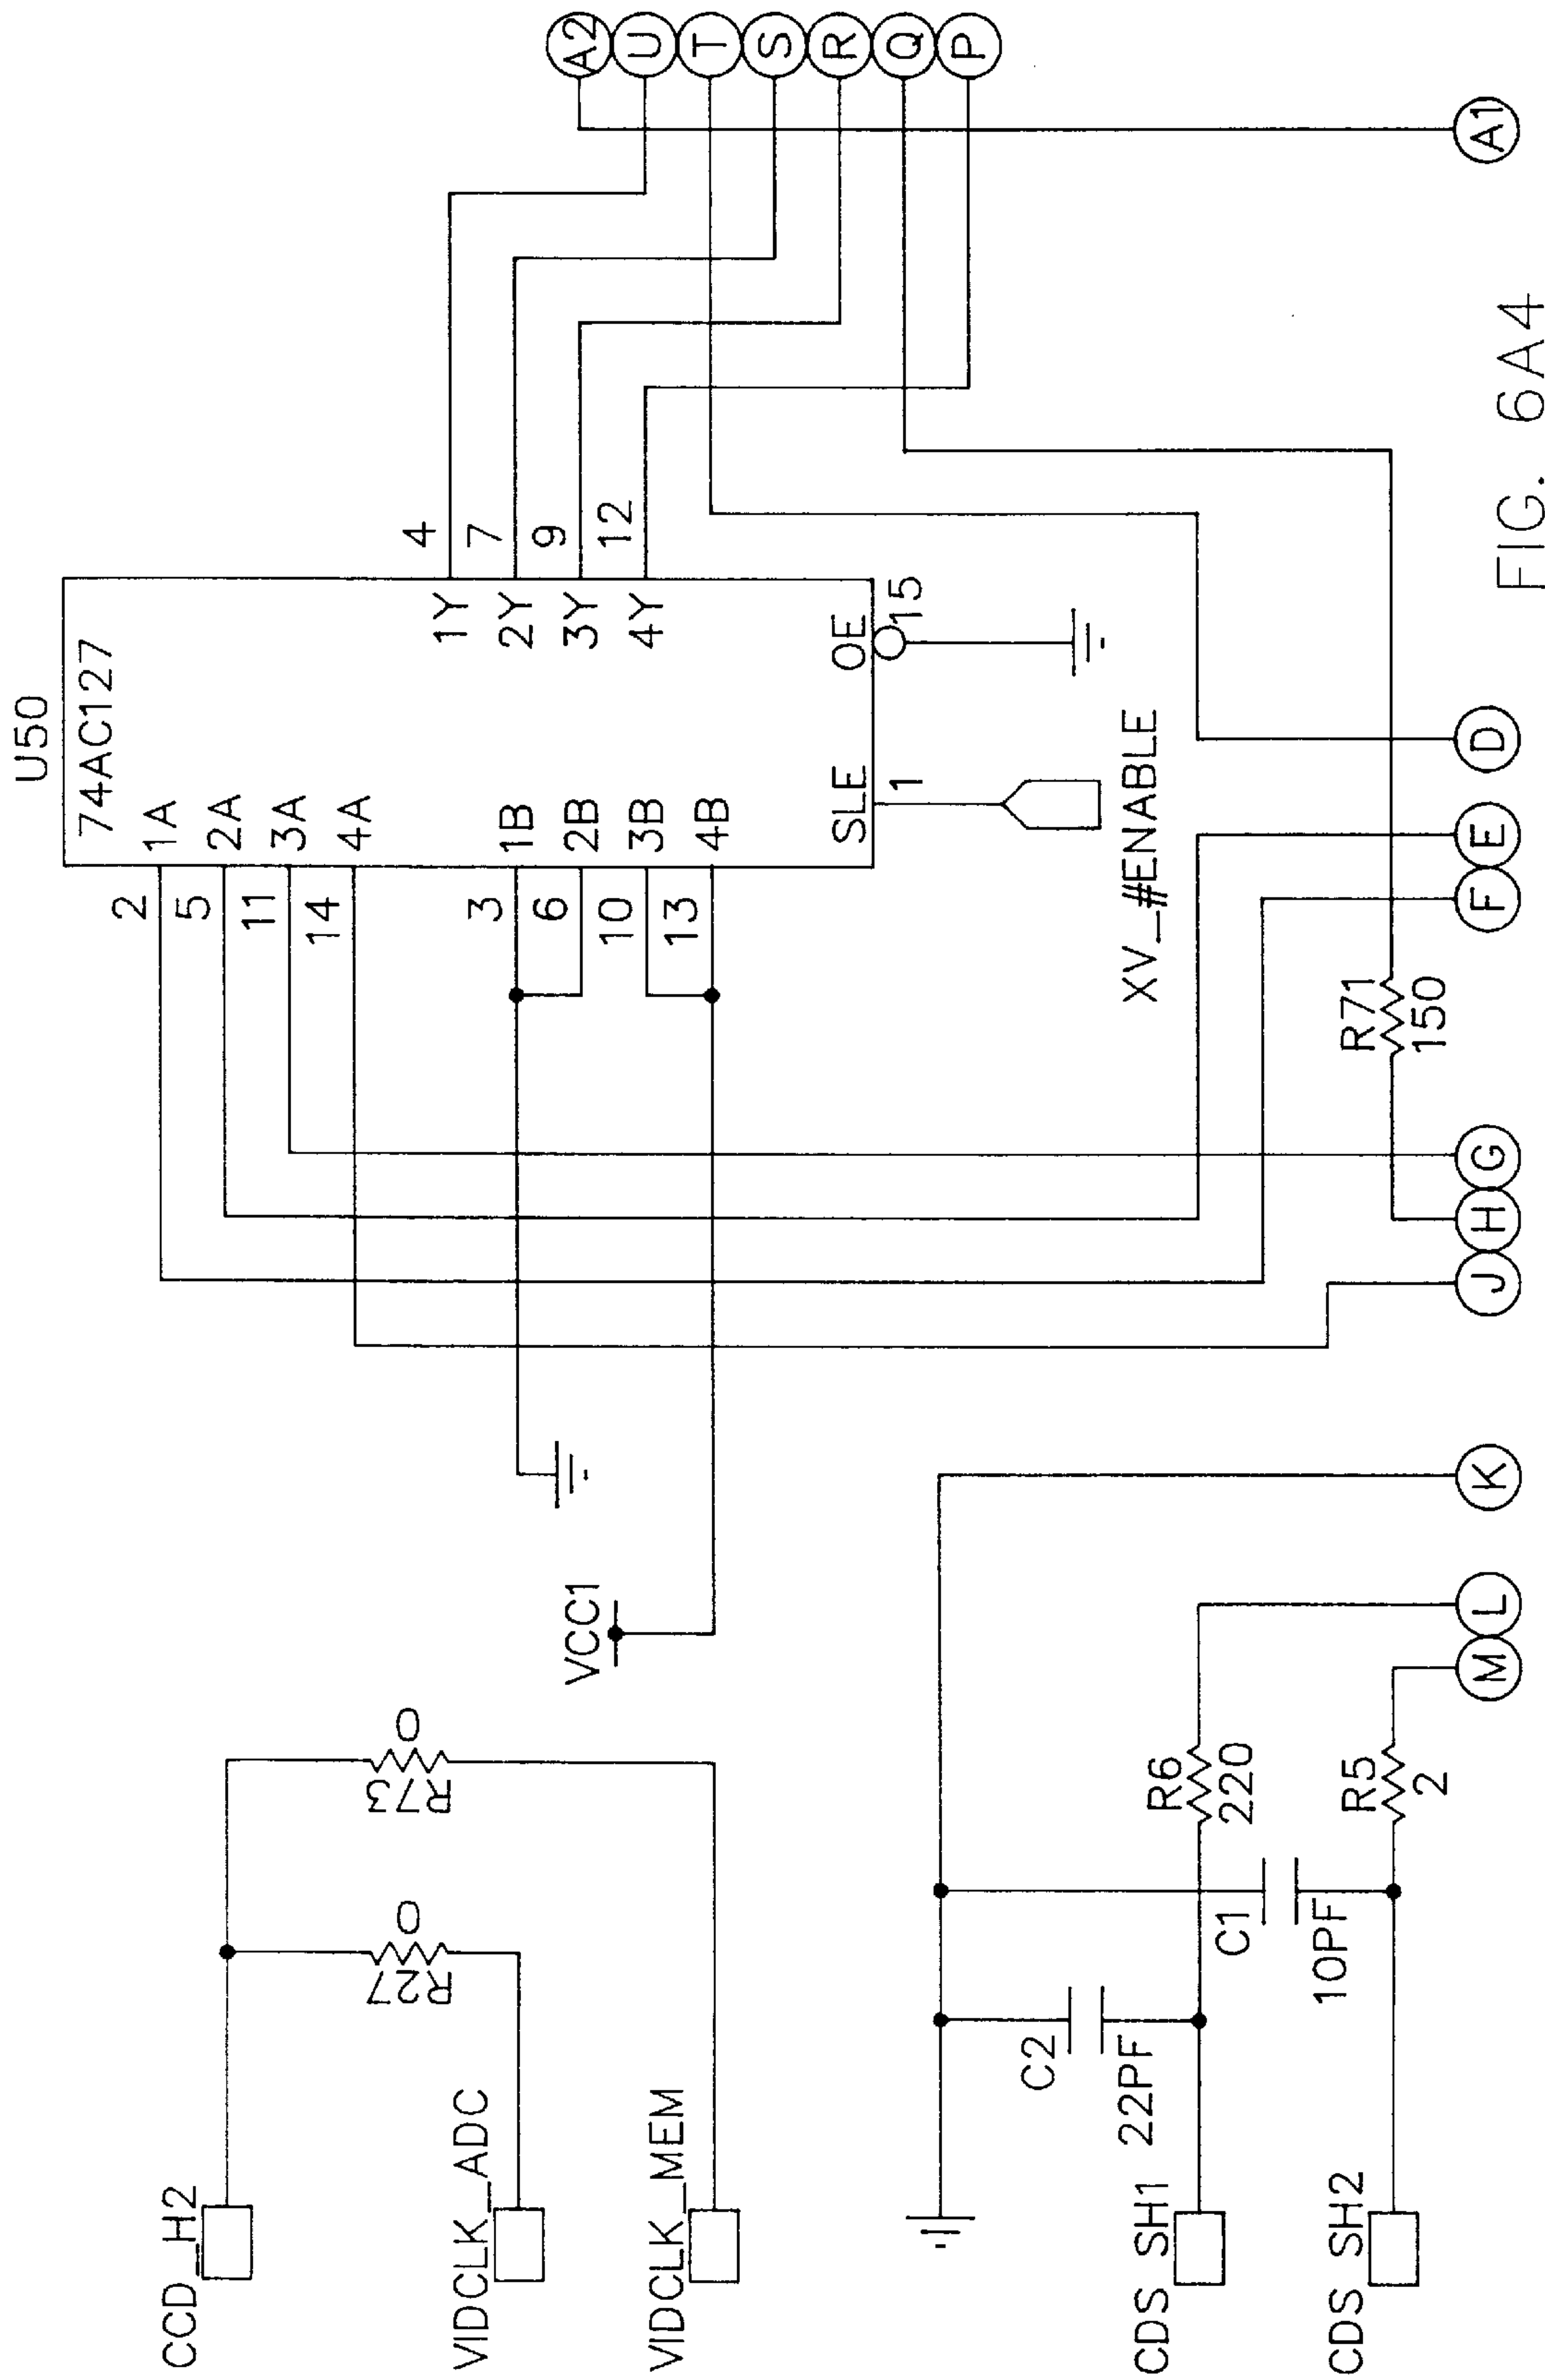 U50
74AC127
1A
2A
3A
4A
1B
2B
3B
4B
1Y
2Y
3Y
4Y
SLE
OE
2
5
11
14
3
6
10
13
4
7
9
12
1
15
XV_#ENABLE
A2
U
T
S
R
Q
P
A1
VCC1
CCD_H2
R27
0
R73
0
VIDCLK_ADC
VIDCLK_MEM
C2
22PF
C1
10PF
R6
220
R5
2
R71
150
CDS_SH1
CDS_SH2
M
L
K
J
H
G
F
E
D
FIG. 6A4